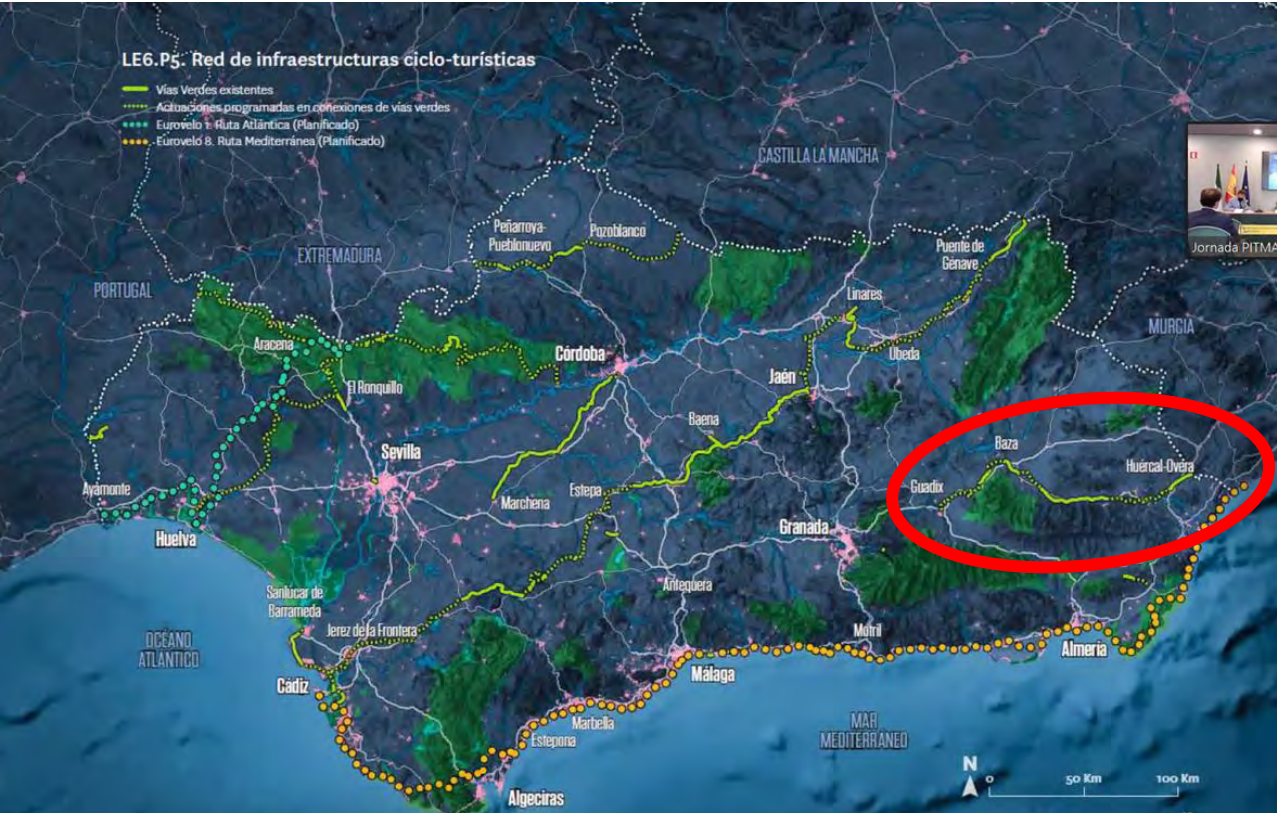 LE6.P5. Red de infraestructuras ciclo-turísticas
Vías Verdes existentes
Actuaciones programadas en conexiones de vías verdes
Eurovelo 1. Ruta Atlántica (Planificado)
Eurovelo 8. Ruta Mediterránea (Planificado)
CASTILLA LA MANCHA
Jornada PITMA
Peñarroya-
Pueblonuevo
Pozoblanco
Puente de
Génave
EXTREMADURA
PORTUGAL
Linares
MURCIA
Aracena
Córdoba
Úbeda
El Ronquillo
Jaén
Baena
Baza
Sevilla
Huércal-Overa
Ayamonte
Estepa
Guadix
Marchena
Granada
Huelva
Antequera
Sanlúcar de
Barrameda
Jerez de la Frontera
Motril
OCÉANO
ATLÁNTICO
Almería
Málaga
Cádiz
Marbella
MAR
MEDITERRÁNEO
Estepona
N
0 50 Km 100 Km
Algeciras